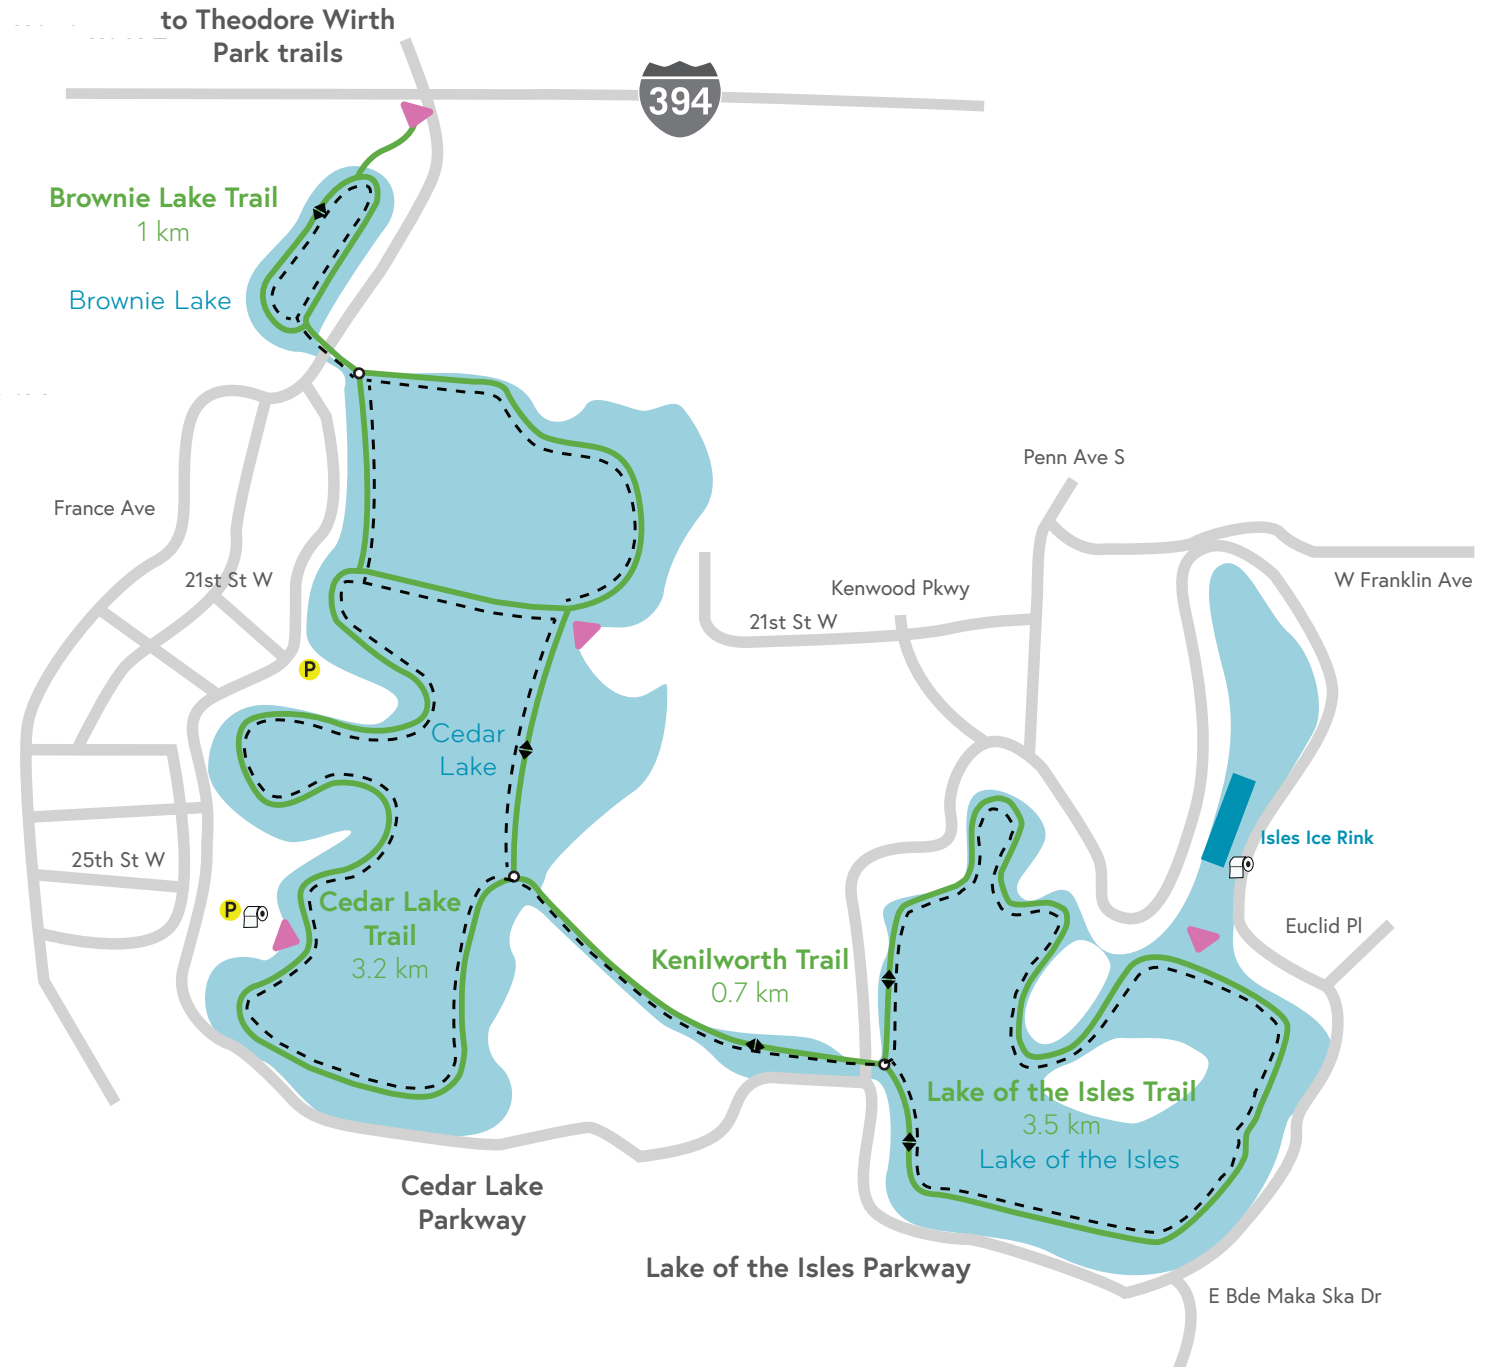 to Theodore Wirth
Park trails
394
Brownie Lake Trail
1 km
Brownie Lake
Penn Ave S
France Ave
21st St W
W Franklin Ave
Kenwood Pkwy
21st St W
P
Cedar
Lake
Isles Ice Rink
25th St W
P
Cedar Lake
Trail
3.2 km
Euclid Pl
Kenilworth Trail
0.7 km
Lake of the Isles Trail
3.5 km
Lake of the Isles
Cedar Lake
Parkway
Lake of the Isles Parkway
E Bde Maka Ska Dr